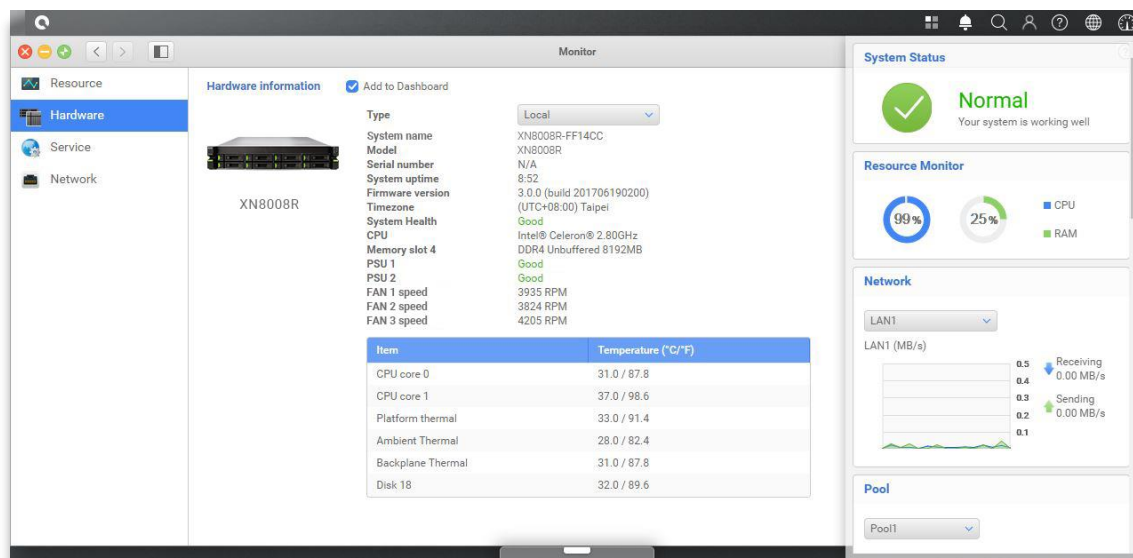 Monitor
Resource
Hardware
Service
Network
Hardware information
Add to Dashboard
XN8008R
Type Local
System name XN8008R-FF14CC
Model XN8008R
Serial number N/A
System uptime 8:52
Firmware version 3.0.0 (build 201706190200)
Timezone (UTC+08:00) Taipei
System Health Good
CPU Intel® Celeron® 2.80GHz
Memory slot 4 DDR4 Unbuffered 8192MB
PSU 1 Good
PSU 2 Good
FAN 1 speed 3935 RPM
FAN 2 speed 3824 RPM
FAN 3 speed 4205 RPM
Item Temperature (°C/°F)
CPU core 0 31.0 / 87.8
CPU core 1 37.0 / 98.6
Platform thermal 33.0 / 91.4
Ambient Thermal 28.0 / 82.4
Backplane Thermal 31.0 / 87.8
Disk 18 32.0 / 89.6
System Status
Normal
Your system is working well
Resource Monitor
99%
25%
CPU
RAM
Network
LAN1
LAN1 (MB/s)
0.5
0.4
0.3
0.2
0.1
Receiving
0.00 MB/s
Sending
0.00 MB/s
Pool
Pool1